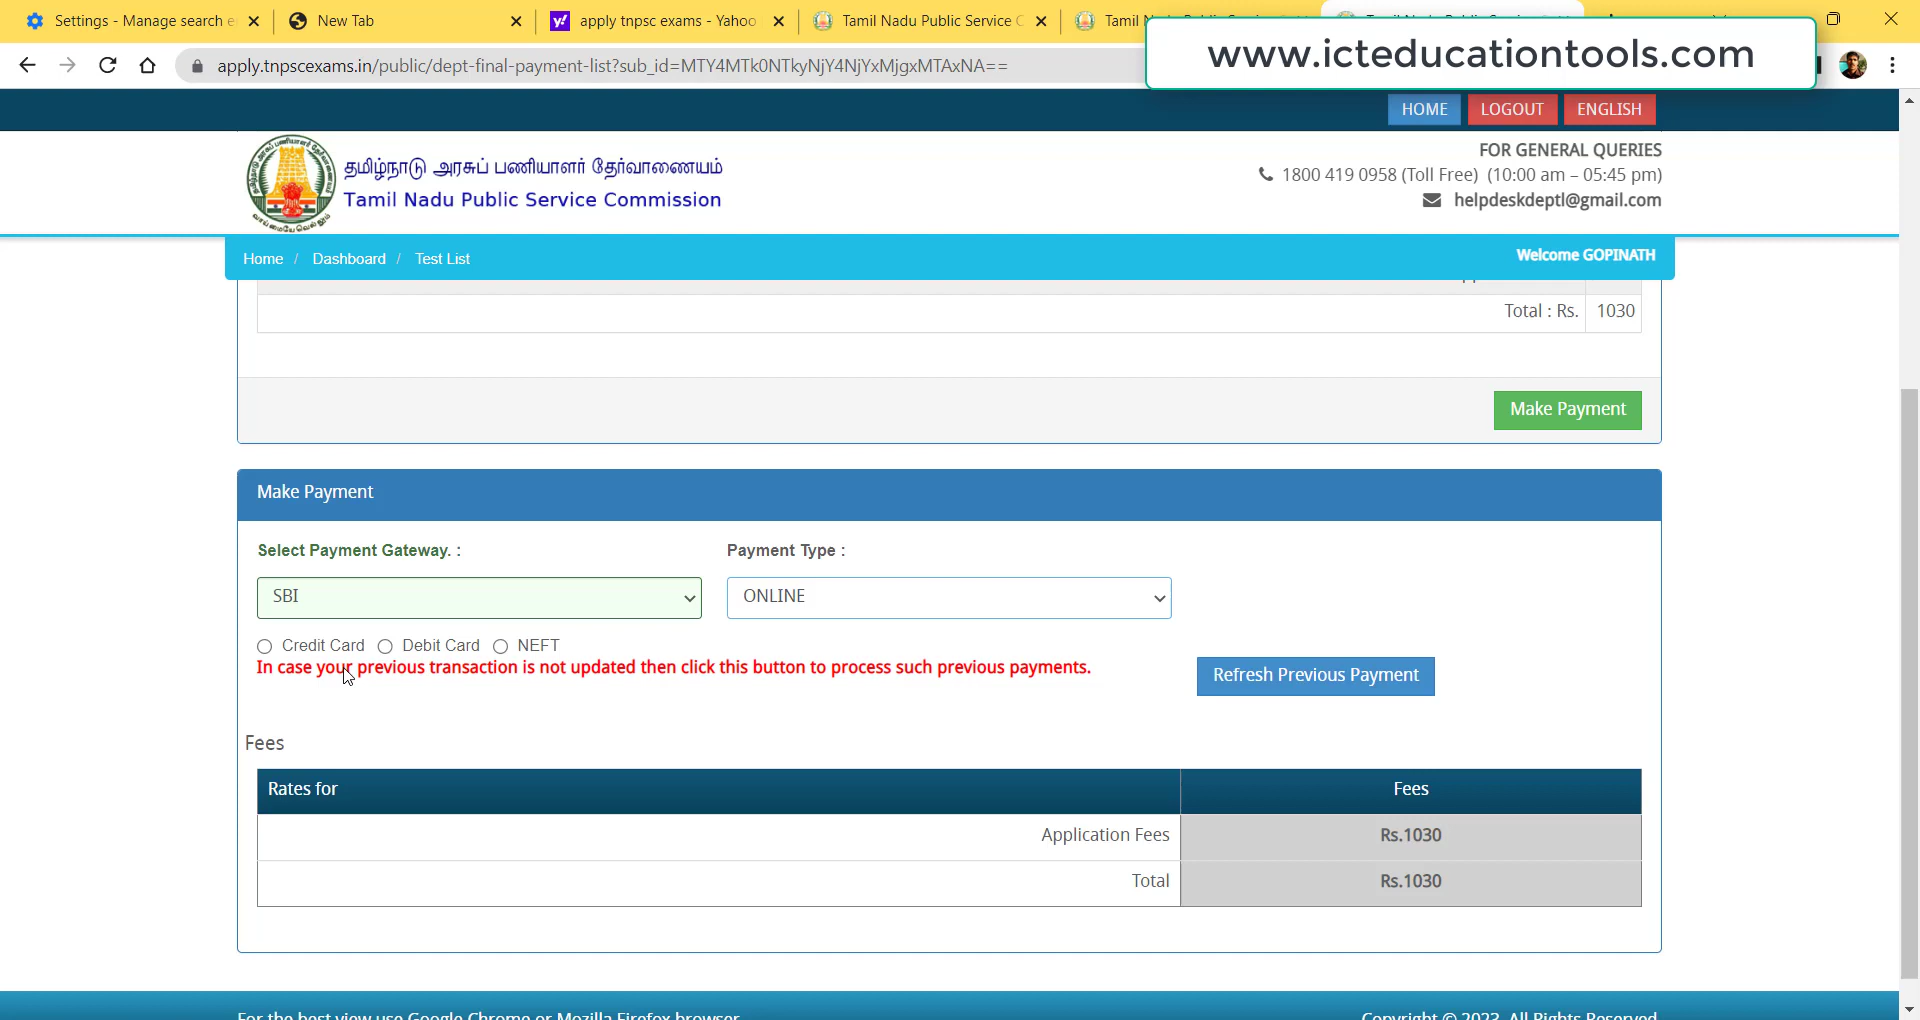 Settings - Manage search e
New Tab
apply tnpsc exams - Yahoo
Tamil Nadu Public Service C
Tamil
www.icteducationtools.com
apply.tnpscexams.in/public/dept-final-payment-list?sub_id=MTY4MTk0NTkyNjY4NjYxMjgxMTAxNA==
HOME
LOGOUT
ENGLISH
தமிழ்நாடு அரசுப் பணியாளர் தேர்வாணையம்
Tamil Nadu Public Service Commission
FOR GENERAL QUERIES
1800 419 0958 (Toll Free) (10:00 am – 05:45 pm)
helpdeskdeptl@gmail.com
Home / Dashboard / Test List
Welcome GOPINATH
Total : Rs. 1030
Make Payment
Make Payment
Select Payment Gateway. :
Payment Type :
SBI
ONLINE
Credit Card
Debit Card
NEFT
In case your previous transaction is not updated then click this button to process such previous payments.
Refresh Previous Payment
Fees
Rates for
Fees
Application Fees
Rs.1030
Total
Rs.1030
For the best view use Google Chrome or Mozilla Firefox browser
Copyright © 2023. All Rights Reserved